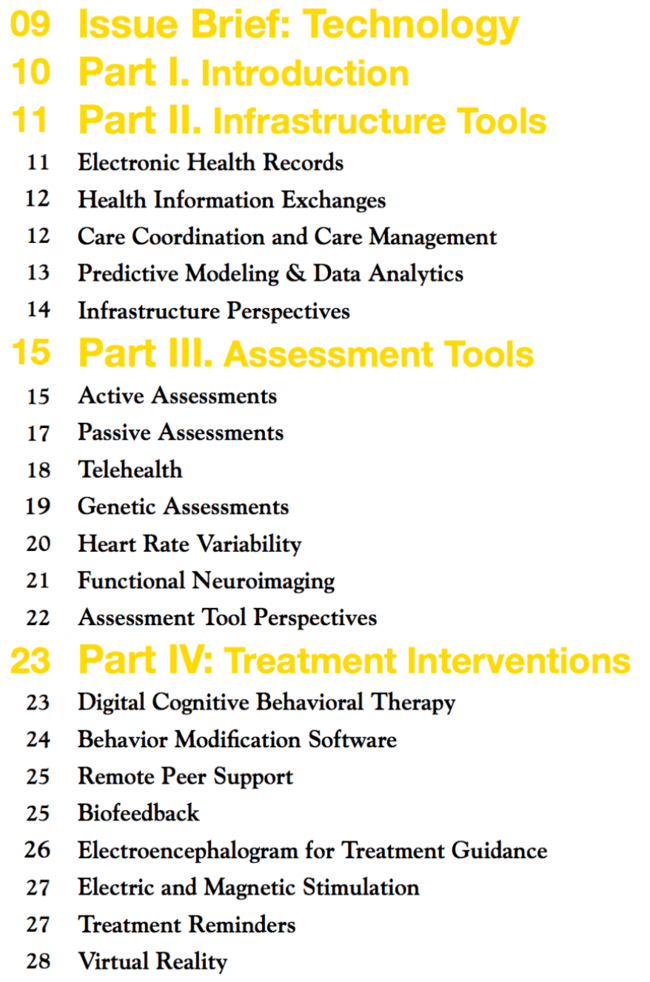 09 Issue Brief: Technology
10 Part I. Introduction
11 Part II. Infrastructure Tools
11 Electronic Health Records
12 Health Information Exchanges
12 Care Coordination and Care Management
13 Predictive Modeling & Data Analytics
14 Infrastructure Perspectives
15 Part III. Assessment Tools
15 Active Assessments
17 Passive Assessments
18 Telehealth
19 Genetic Assessments
20 Heart Rate Variability
21 Functional Neuroimaging
22 Assessment Tool Perspectives
23 Part IV: Treatment Interventions
23 Digital Cognitive Behavioral Therapy
24 Behavior Modification Software
25 Remote Peer Support
25 Biofeedback
26 Electroencephalogram for Treatment Guidance
27 Electric and Magnetic Stimulation
27 Treatment Reminders
28 Virtual Reality